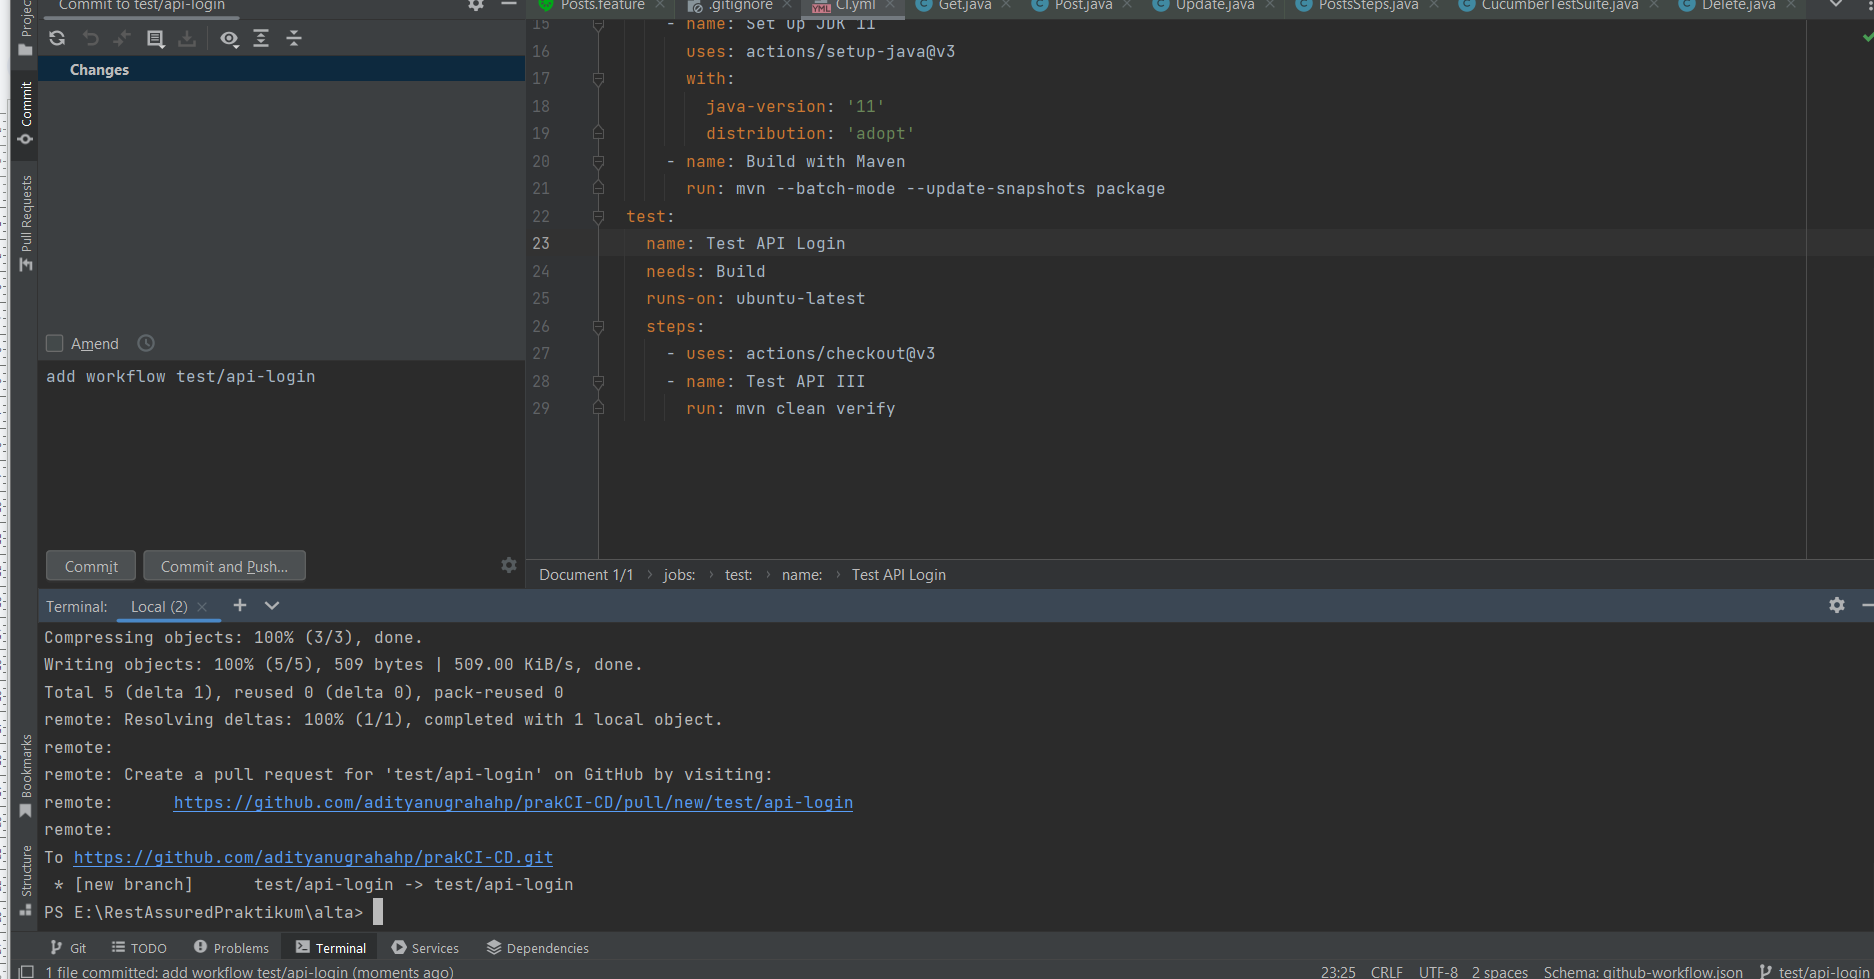 Commit to test/api-login
Posts.feature
.gitignore
CI.yml
Get.java
Post.java
Update.java
PostsSteps.java
CucumberTestSuite.java
Delete.java
Project
Commit
Pull Requests
Bookmarks
Structure
Changes
Amend
add workflow test/api-login
Commit
Commit and Push...
15 - name: Set up JDK 11
16 uses: actions/setup-java@v3
17 with:
18 java-version: '11'
19 distribution: 'adopt'
20 - name: Build with Maven
21 run: mvn --batch-mode --update-snapshots package
22 test:
23 name: Test API Login
24 needs: Build
25 runs-on: ubuntu-latest
26 steps:
27 - uses: actions/checkout@v3
28 - name: Test API III
29 run: mvn clean verify
Document 1/1 › jobs: › test: › name: › Test API Login
Terminal: Local (2)
Compressing objects: 100% (3/3), done.
Writing objects: 100% (5/5), 509 bytes | 509.00 KiB/s, done.
Total 5 (delta 1), reused 0 (delta 0), pack-reused 0
remote: Resolving deltas: 100% (1/1), completed with 1 local object.
remote:
remote: Create a pull request for 'test/api-login' on GitHub by visiting:
remote: https://github.com/adityanugrahahp/prakCI-CD/pull/new/test/api-login
remote:
To https://github.com/adityanugrahahp/prakCI-CD.git
* [new branch] test/api-login -> test/api-login
PS E:\RestAssuredPraktikum\alta>
Git TODO Problems Terminal Services Dependencies
1 file committed: add workflow test/api-login (moments ago)
23:25 CRLF UTF-8 2 spaces Schema: github-workflow.json test/api-login